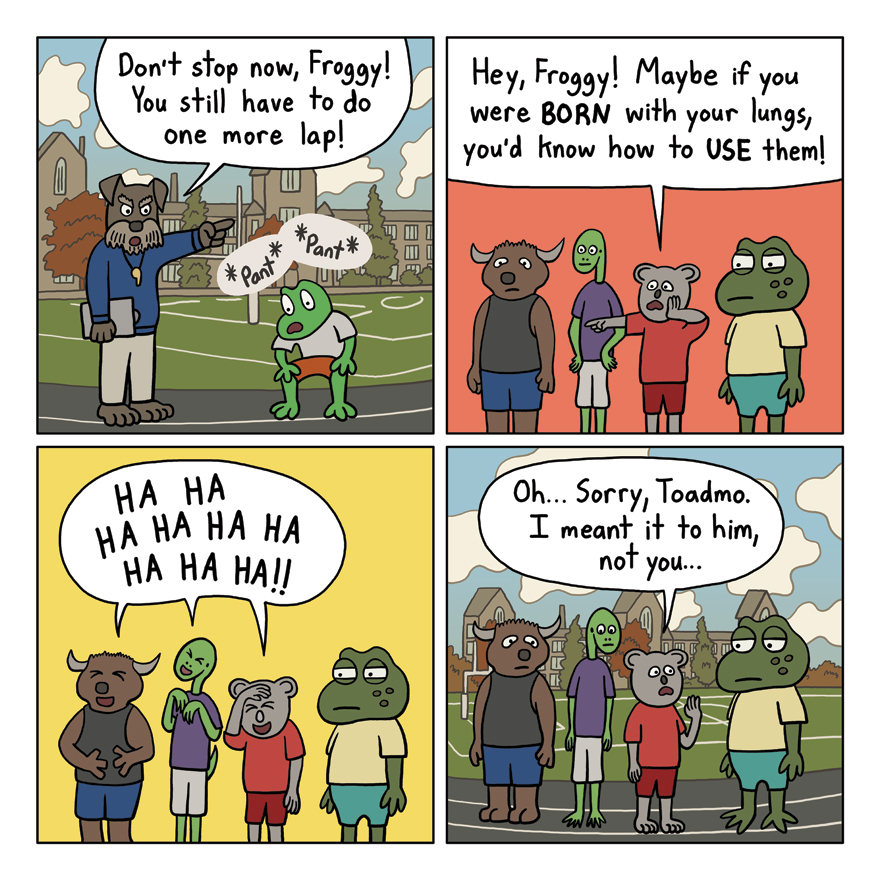 Don't stop now, Froggy!
You still have to do
one more lap!
*Pant*
*Pant*
Hey, Froggy! Maybe if you
were BORN with your lungs,
you'd know how to USE them!
HA HA
HA HA HA HA
HA HA HA!!
Oh... Sorry, Toadmo.
I meant it to him,
not you...